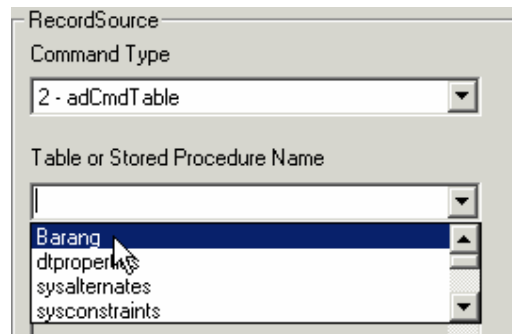 RecordSource
Command Type
2 - adCmdTable
Table or Stored Procedure Name
Barang
dtproperties
sysalternates
sysconstraints